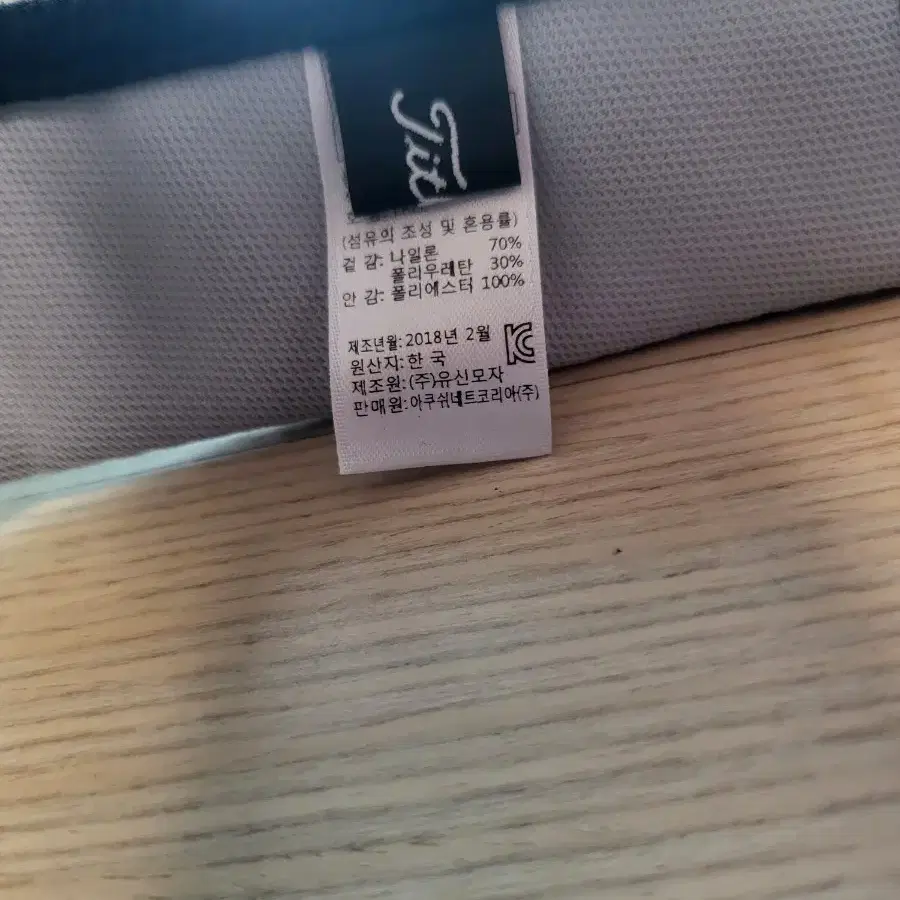 Titl
(섬유의 조성 및 혼용률)
겉 감: 나일론 70%
폴리우레탄 30%
안 감: 폴리에스터 100%
제조년월: 2018년 2월
원산지: 한 국
제조원: (주)유신모자
판매원: 아쿠쉬네트코리아(주)